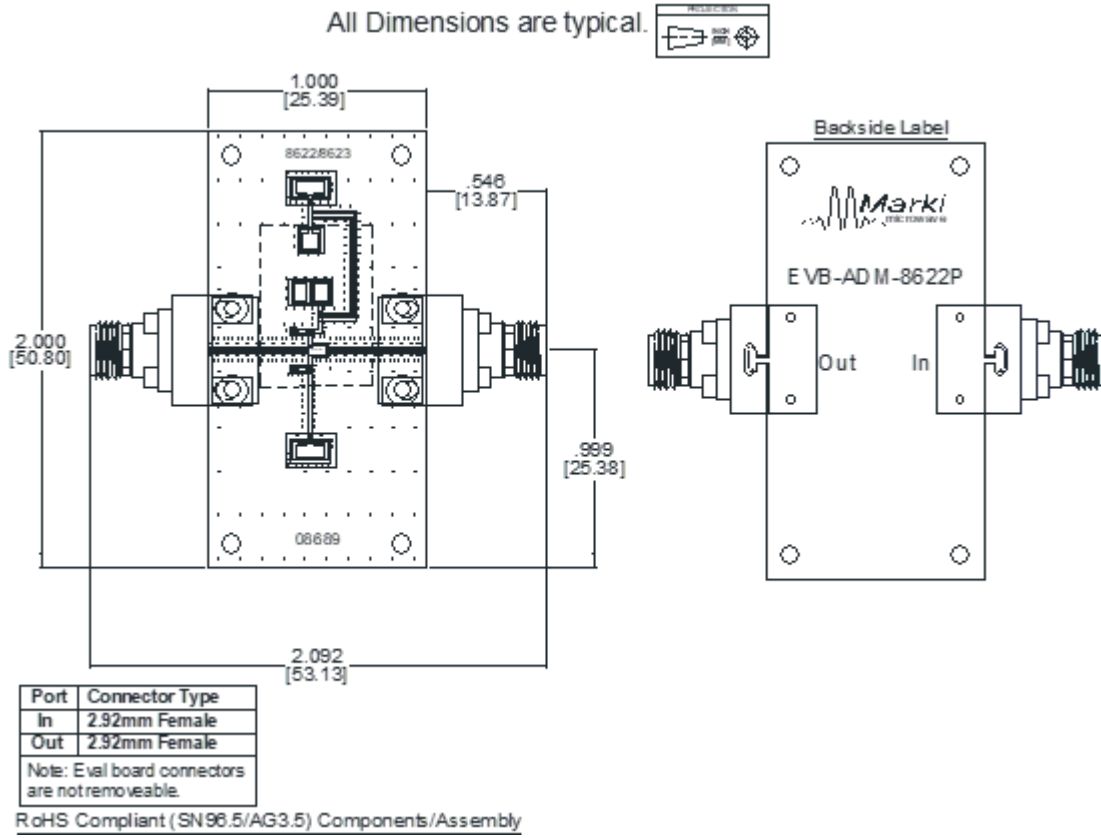 All Dimensions are typical.
PROJECTION
INCH
[MM]
1.000
[25.39]
8622/8623
.546
[13.87]
2.000
[50.80]
.999
[25.38]
08689
2.092
[53.13]
Backside Label
Marki
microwave
EVB-ADM-8622P
Out
In
Port Connector Type
In 2.92mm Female
Out 2.92mm Female
Note: Eval board connectors
are not removeable.
RoHS Compliant (SN96.5/AG3.5) Components/Assembly